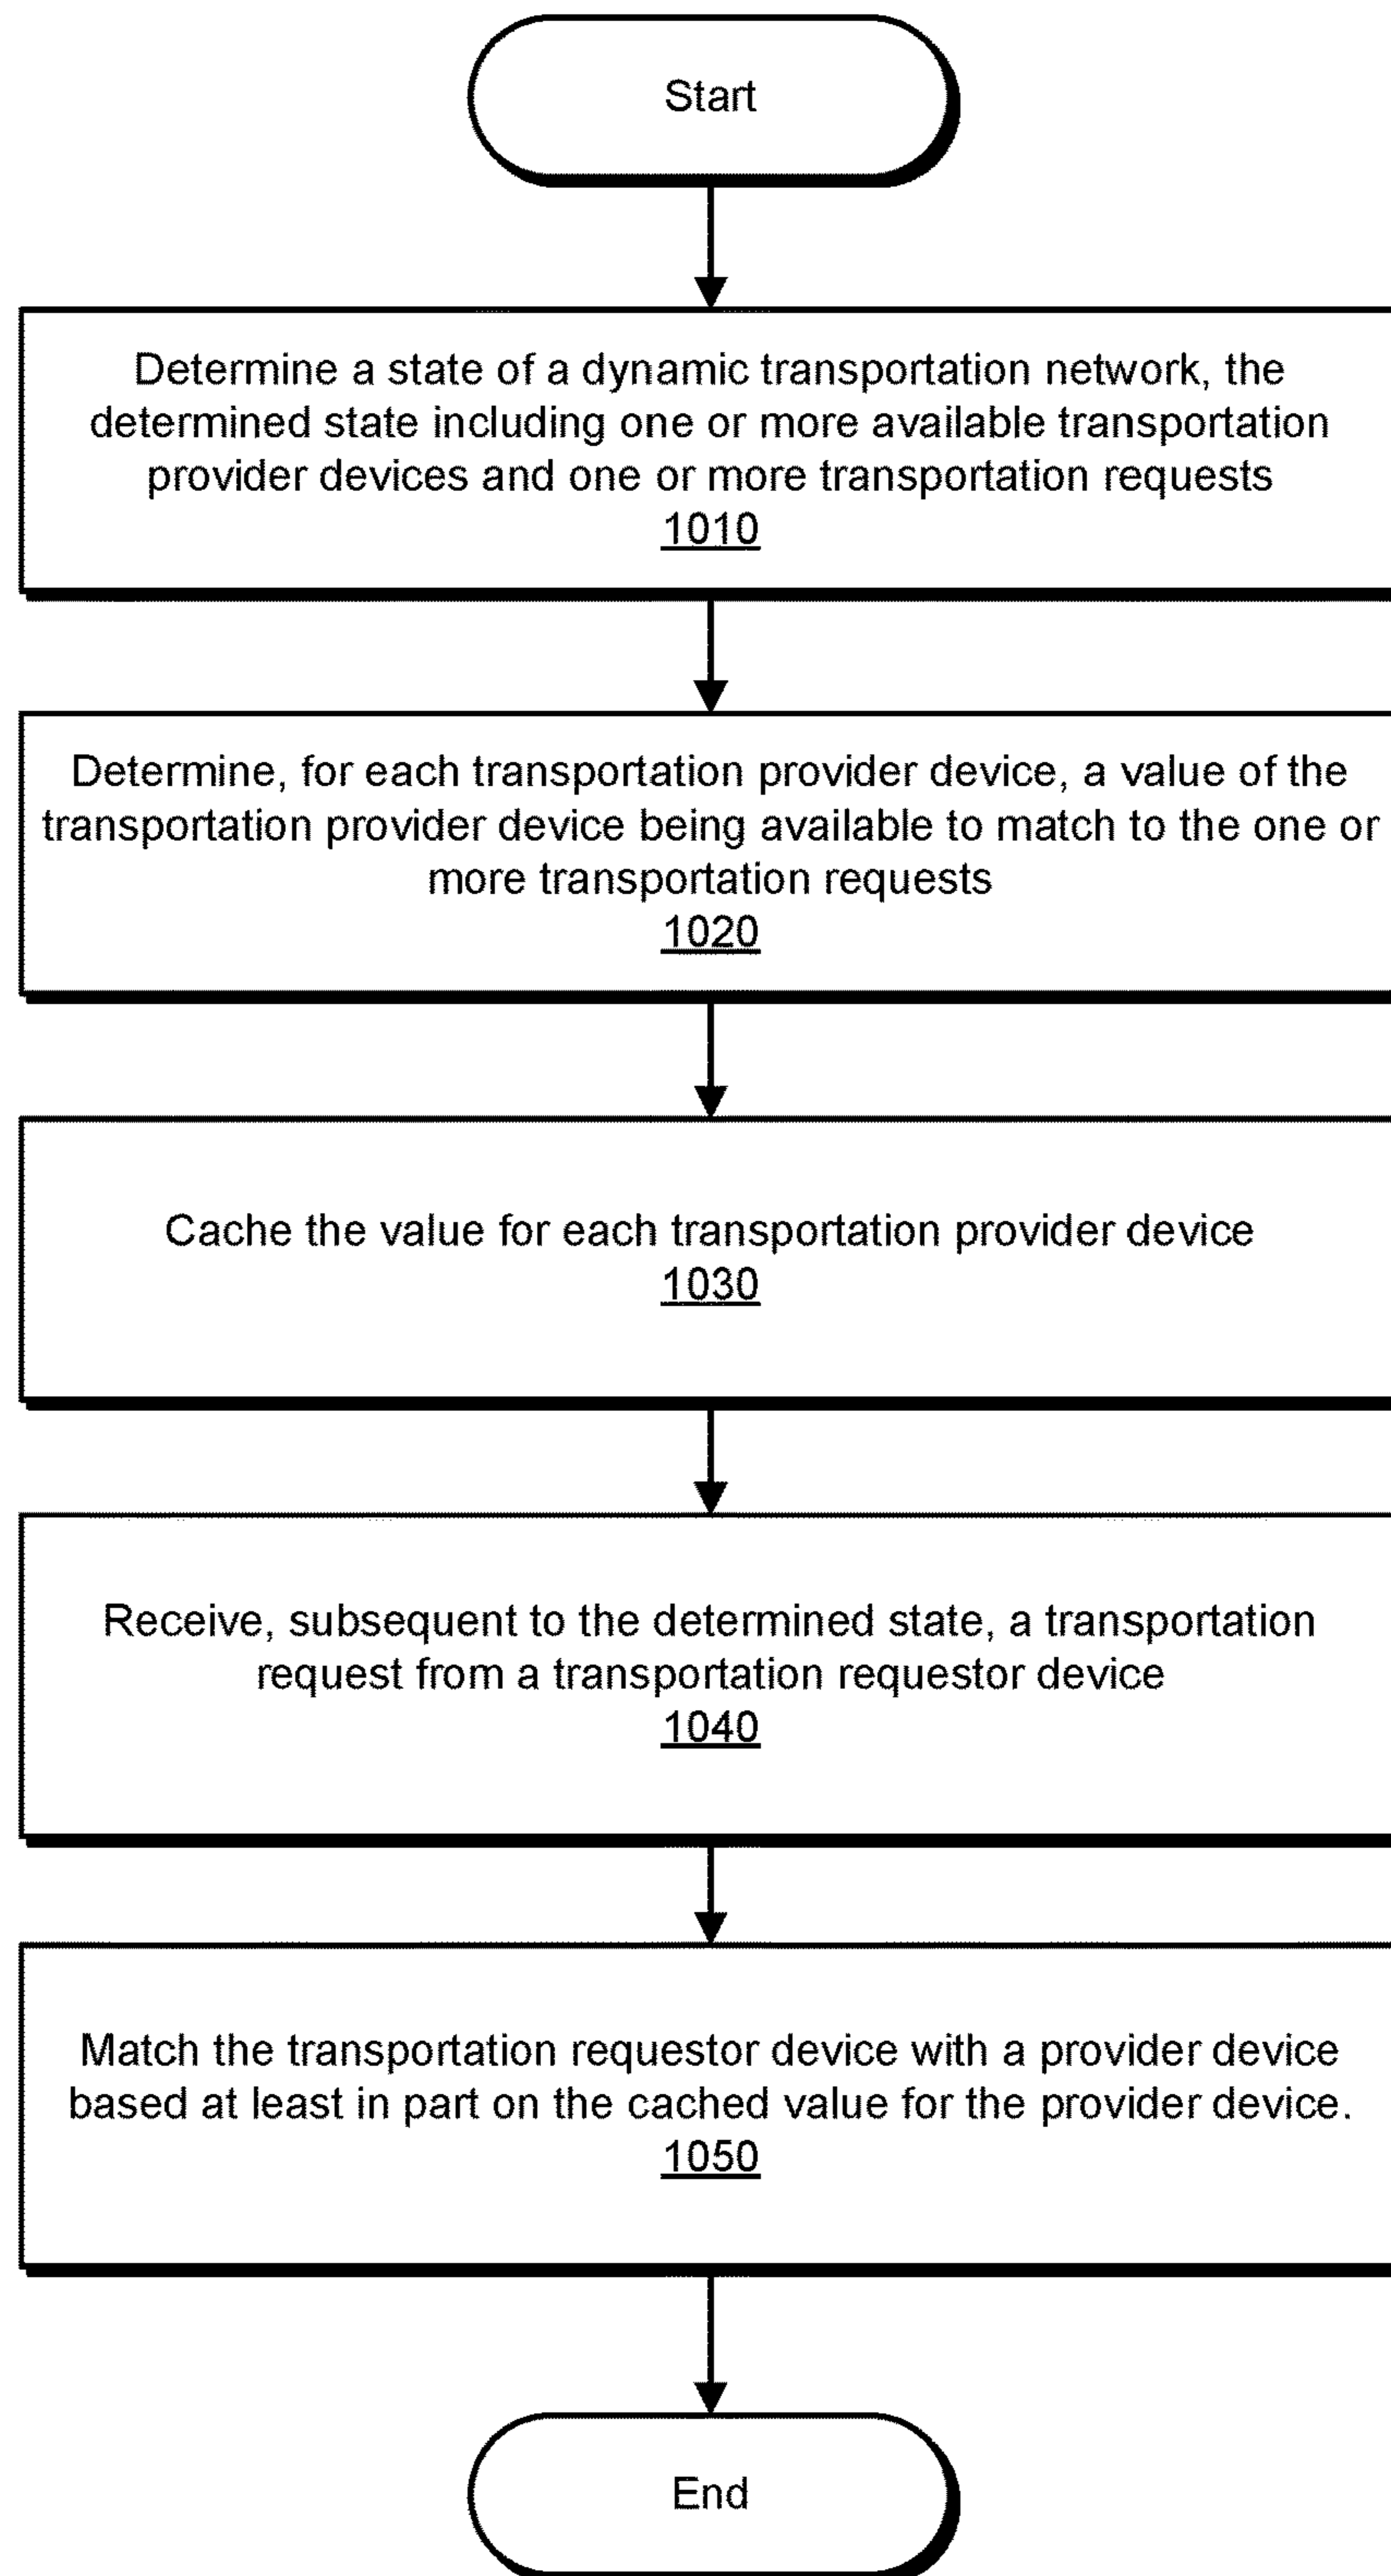 Start
Determine a state of a dynamic transportation network, the
determined state including one or more available transportation
provider devices and one or more transportation requests
1010
Determine, for each transportation provider device, a value of the
transportation provider device being available to match to the one or
more transportation requests
1020
Cache the value for each transportation provider device
1030
Receive, subsequent to the determined state, a transportation
request from a transportation requestor device
1040
Match the transportation requestor device with a provider device
based at least in part on the cached value for the provider device.
1050
End